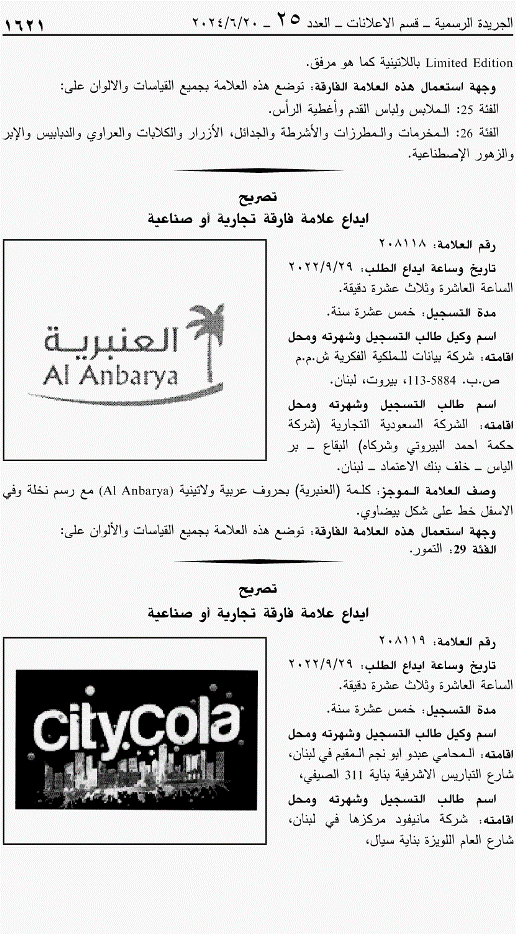 الجريدة الرسمية ــ قسم الاعلانات ــ العدد ٢٥ ــ ٢٠٢٤/٦/٢٠
١٦٢١
Limited Edition باللاتينية كما هو مرفق.
وجهة استعمال هذه العلامة الفارقة: توضع هذه العلامة بجميع القياسات والالوان على:
الفئة 25: الملابس ولباس القدم وأغطية الرأس.
الفئة 26: المخرمات والمطرزات والأشرطة والجدائل، الأزرار والكلابات والعراوي والدبابيس والإبر
والزهور الإصطناعية.
تصريح
ايداع علامة فارقة تجارية أو صناعية
رقم العلامة: ٢٠٨١١٨
تاريخ وساعة ايداع الطلب: ٢٠٢٢/٩/٢٩
الساعة العاشرة وثلاث عشرة دقيقة.
مدة التسجيل: خمس عشرة سنة.
اسم وكيل طالب التسجيل وشهرته ومحل
اقامته: شركة بيانات للملكية الفكرية ش.م.م
ص.ب. 5884-113، بيروت، لبنان.
اسم طالب التسجيل وشهرته ومحل
اقامته: الشركة السعودية التجارية (شركة
حكمة احمد البيروتي وشركاه) البقاع ــ بر
الياس ــ خلف بنك الاعتماد ــ لبنان.
العنبرية
Al Anbarya
وصف العلامة الموجز: كلمة (العنبرية) بحروف عربية ولاتينية (Al Anbarya) مع رسم نخلة وفي
الاسفل خط على شكل بيضاوي.
وجهة استعمال هذه العلامة الفارقة: توضع هذه العلامة بجميع القياسات والألوان على:
الفئة 29: التمور.
تصريح
ايداع علامة فارقة تجارية أو صناعية
رقم العلامة: ٢٠٨١١٩
تاريخ وساعة ايداع الطلب: ٢٠٢٢/٩/٢٩
الساعة العاشرة وثلاث عشرة دقيقة.
مدة التسجيل: خمس عشرة سنة.
اسم وكيل طالب التسجيل وشهرته ومحل
اقامته: المحامي عبدو ابو نجم المقيم في لبنان،
شارع التباريس الاشرفية بناية 311 الصيفي،
اسم طالب التسجيل وشهرته ومحل
اقامته: شركة مانيفود مركزها في لبنان،
شارع العام اللويزة بناية سيال،
cityCola